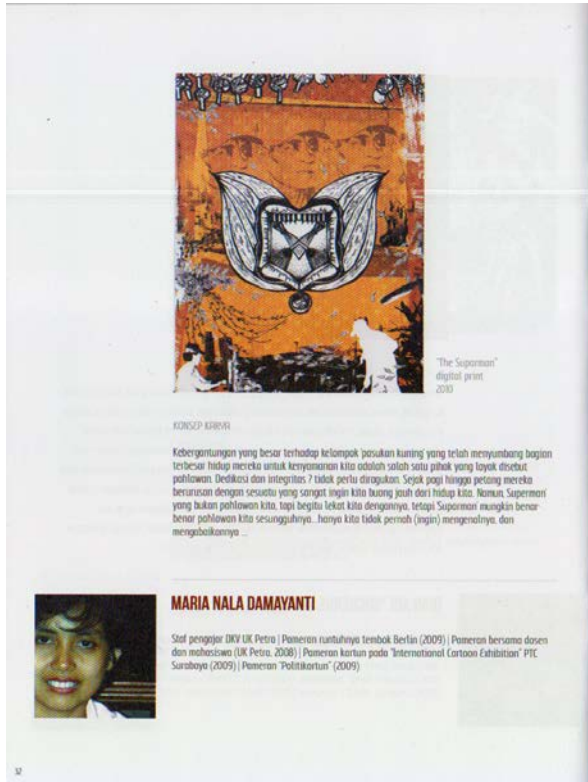 "The Suparman"
digital print
2010
KONSEP KARYA
Kebergantungan yang besar terhadap kelompok 'pasukan kuning' yang telah menyumbang bagian
terbesar hidup mereka untuk kenyamanan kita adalah salah satu pihak yang layak disebut
pahlawan. Dedikasi dan integritas ? tidak perlu diragukan. Sejak pagi hingga petang mereka
berurusan dengan sesuatu yang sangat ingin kita buang jauh dari hidup kita. Namun, 'Superman'
yang bukan pahlawan kita, tapi begitu lekat kita dengannya, tetapi 'Suparman' mungkin benar-
benar pahlawan kita sesungguhnya...hanya kita tidak pernah (ingin) mengenalnya, dan
mengabaikannya ...
MARIA NALA DAMAYANTI
Staf pengajar DKV UK Petra | Pameran runtuhnya tembok Berlin (2009) | Pameran bersama dosen
dan mahasiswa (UK Petra, 2008) | Pameran kartun pada "International Cartoon Exhibition" PTC
Surabaya (2009) | Pameran "Politikartun" (2009)
32